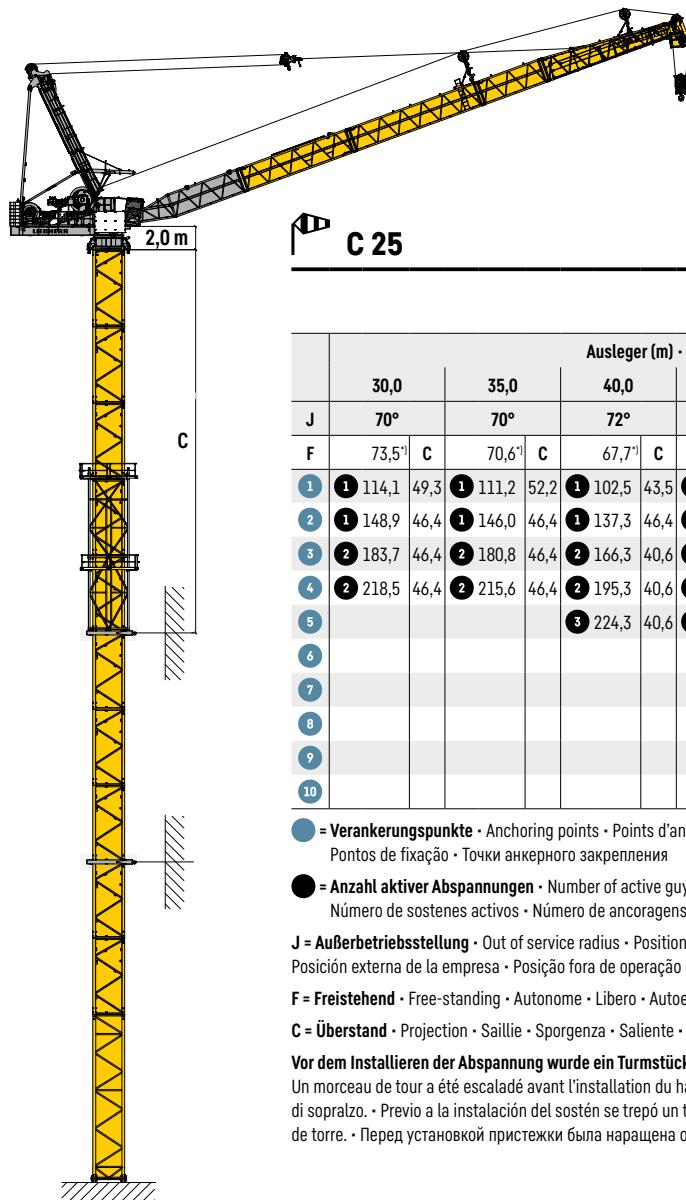 LIEBHERR
2,0 m
C
C 25
Ausleger (m) ·
30,0 35,0 40,0
J 70° 70° 72°
F 73,5*) C 70,6*) C 67,7*) C
1 1 114,1 49,3 1 111,2 52,2 1 102,5 43,5
2 1 148,9 46,4 1 146,0 46,4 1 137,3 46,4
3 2 183,7 46,4 2 180,8 46,4 2 166,3 40,6
4 2 218,5 46,4 2 215,6 46,4 2 195,3 40,6
5 3 224,3 40,6
6
7
8
9
10
= Verankerungspunkte · Anchoring points · Points d'an
Pontos de fixação · Точки анкерного закрепления
= Anzahl aktiver Abspannungen · Number of active guy
Número de sostenes activos · Número de ancoragens
J = Außerbetriebsstellung · Out of service radius · Position
Posición externa de la empresa · Posição fora de operação
F = Freistehend · Free-standing · Autonome · Libero · Autoe
C = Überstand · Projection · Saillie · Sporgenza · Saliente ·
Vor dem Installieren der Abspannung wurde ein Turmstück
Un morceau de tour a été escaladé avant l'installation du ha
di sopralzo. · Previo a la instalación del sostén se trepó un t
de torre. · Перед установкой пристежки была наращена о